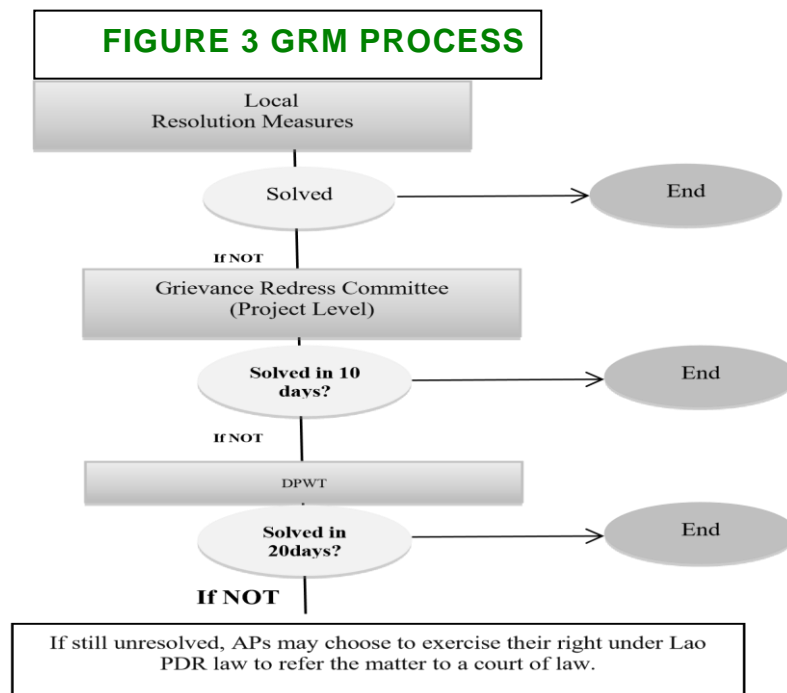 FIGURE 3 GRM PROCESS
Local
Resolution Measures
Solved
End
If NOT
Grievance Redress Committee
(Project Level)
Solved in 10
days?
End
If NOT
DPWT
Solved in
20days?
End
If NOT
If still unresolved, APs may choose to exercise their right under Lao
PDR law to refer the matter to a court of law.